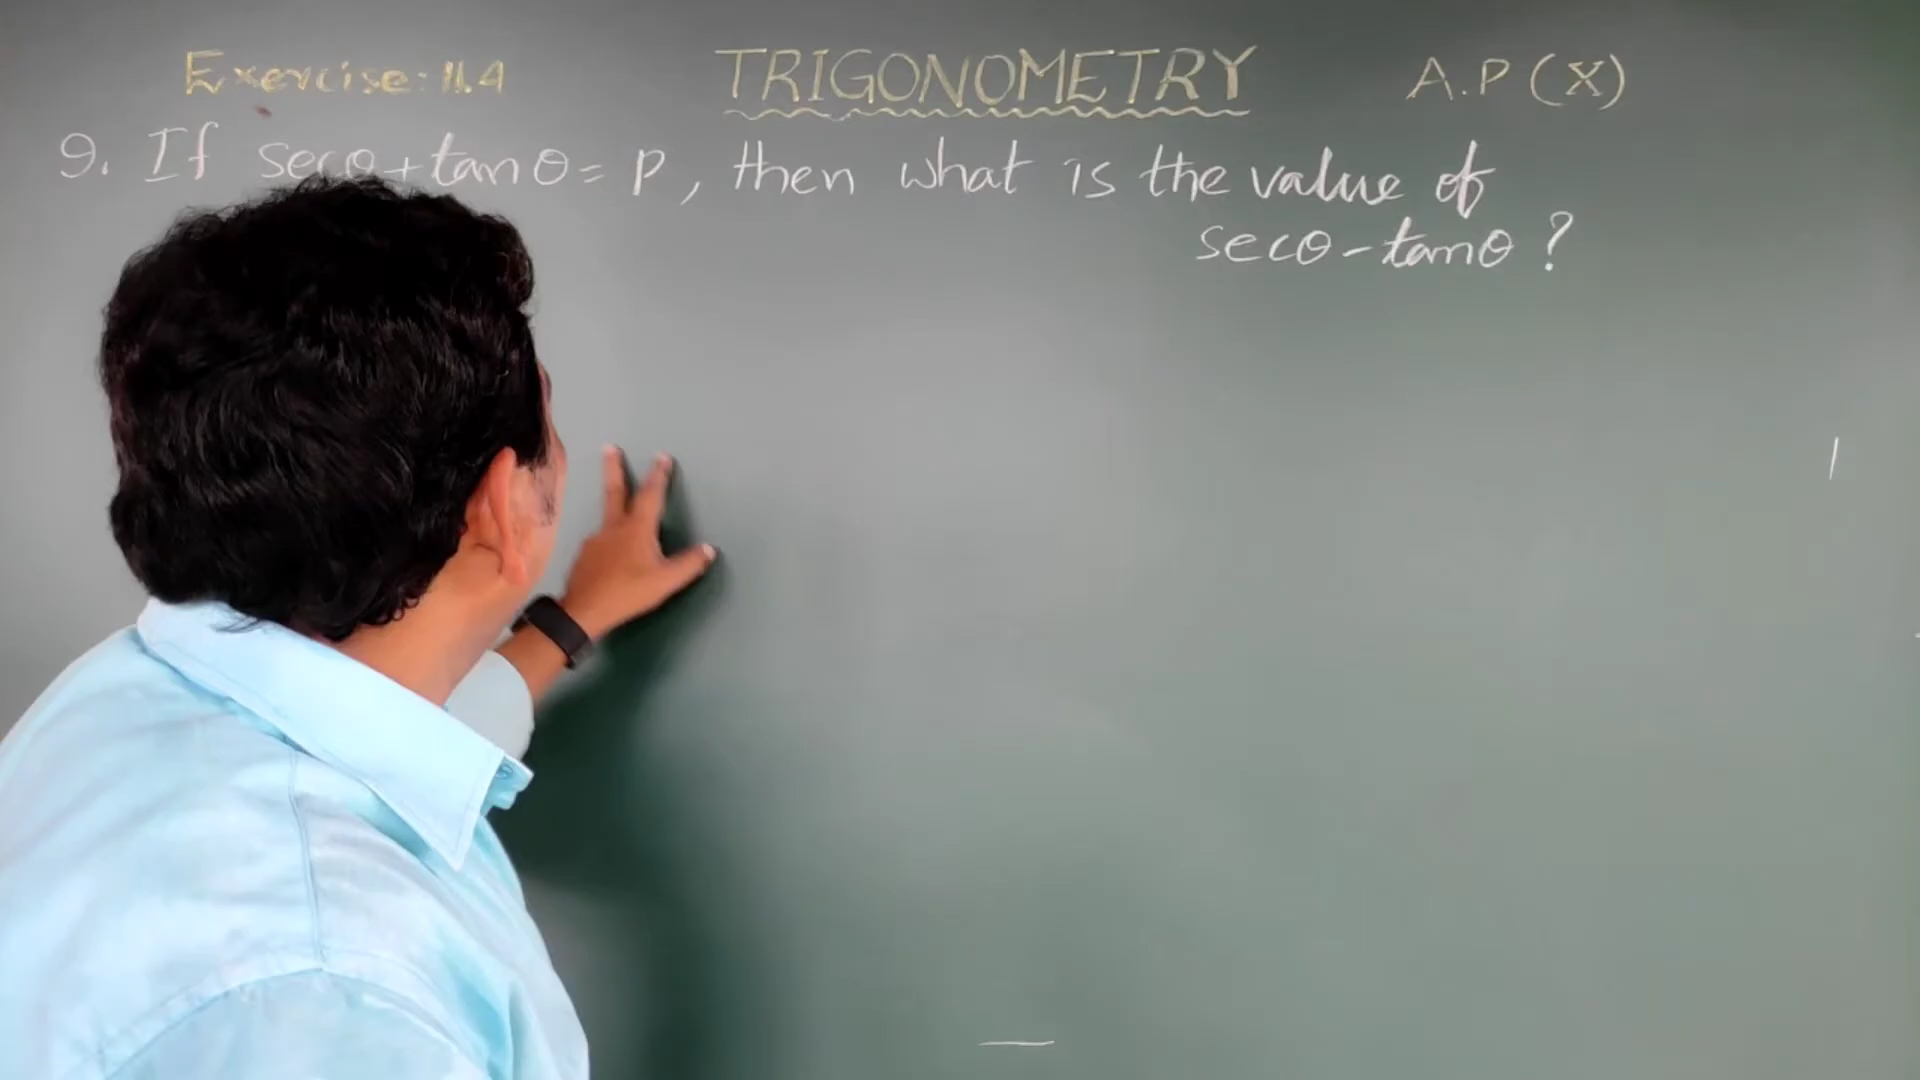 Exercise: 11.4
TRIGONOMETRY
A.P (X)
9. If secθ+tanθ = P, then what is the value of
secθ-tanθ ?